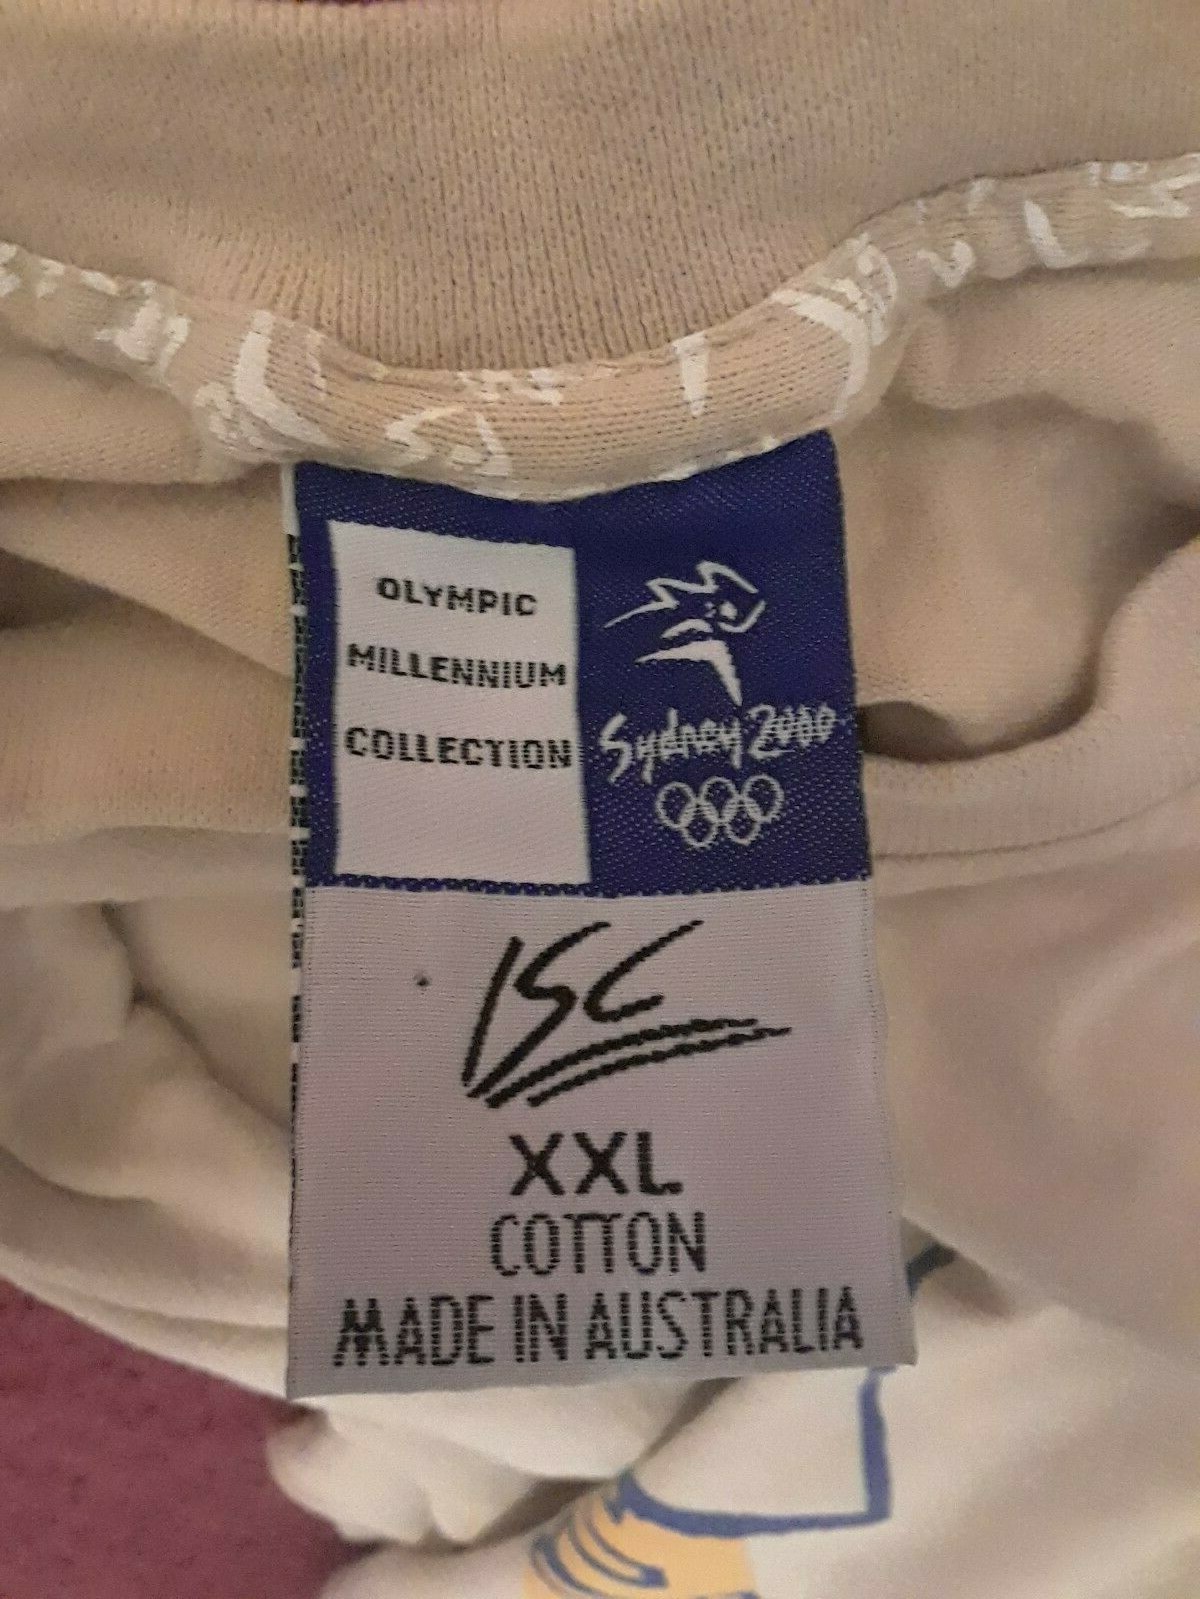 OLYMPIC
MILLENNIUM
COLLECTION
Sydney 2000
ISC
XXL
COTTON
MADE IN AUSTRALIA